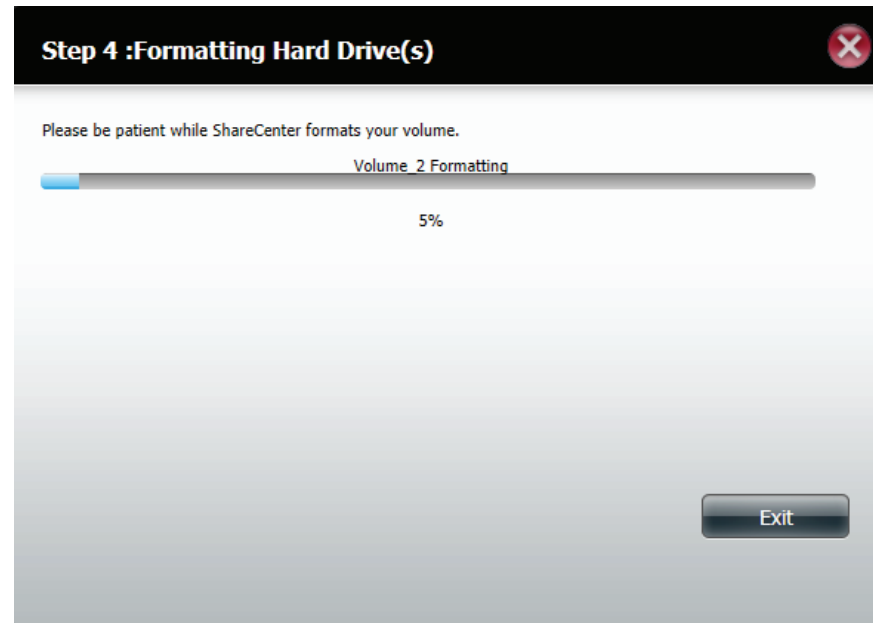 Step 4 :Formatting Hard Drive(s)
Please be patient while ShareCenter formats your volume.
Volume_2 Formatting
5%
Exit